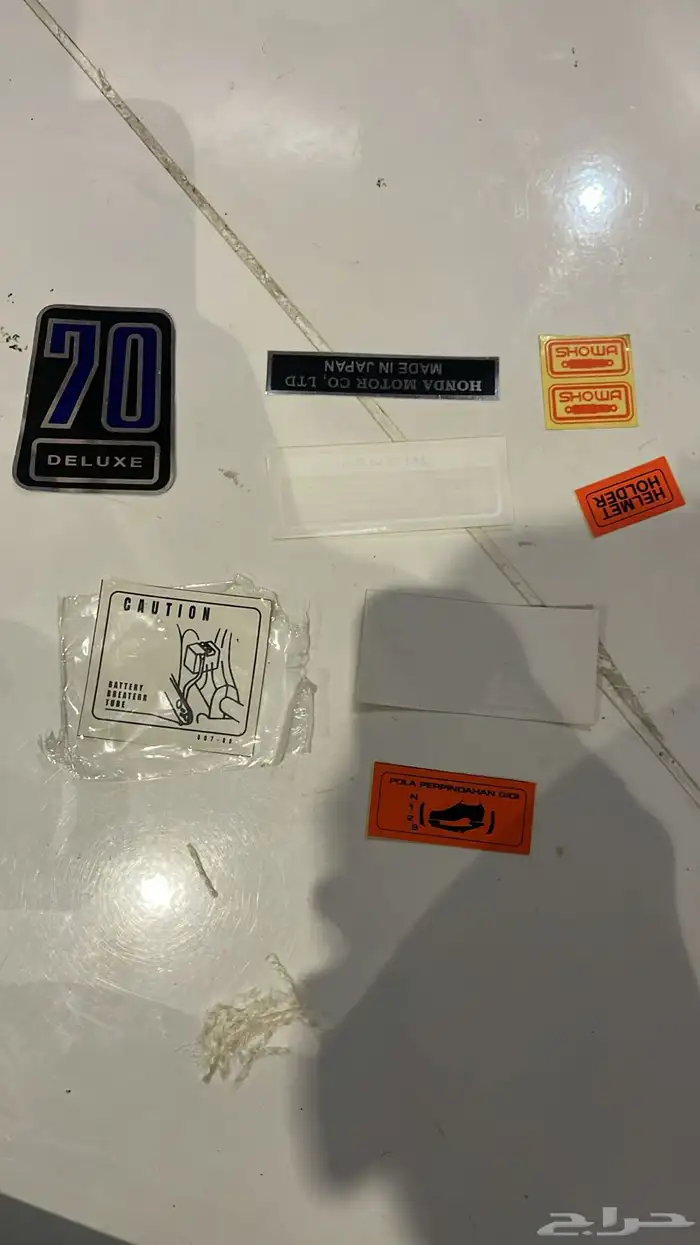 70
DELUXE
HONDA MOTOR CO, LTD
MADE IN JAPAN
SHOWA
SHOWA
HELMET
HOLDER
CAUTION
BATTERY
BREATERR
TUBE
POLA PERPINDAHAN GIGI
N
1
2
3
حراج